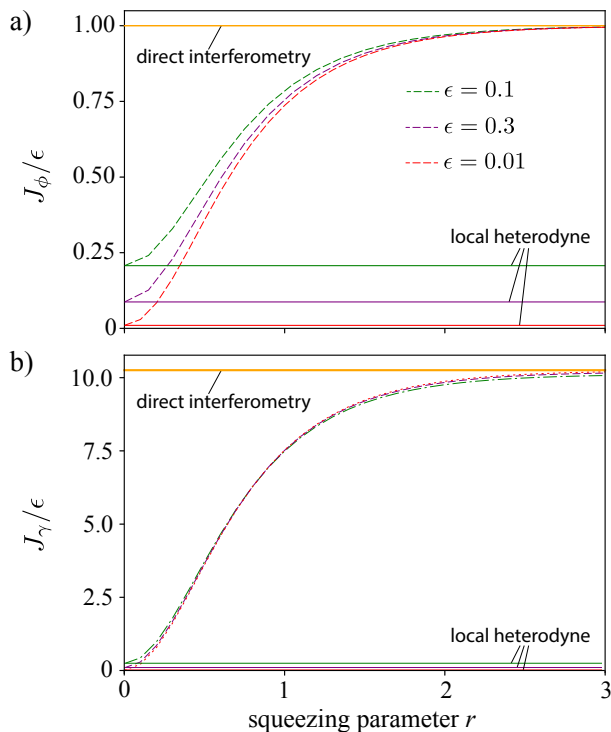 a)
1.00
direct interferometry
0.75
ϵ = 0.1
ϵ = 0.3
J_ϕ/ϵ
0.50
ϵ = 0.01
local heterodyne
0.25
0
b)
10.0
direct interferometry
7.5
J_γ/ϵ
5.0
2.5
local heterodyne
0
0 1 2 3
squeezing parameter r